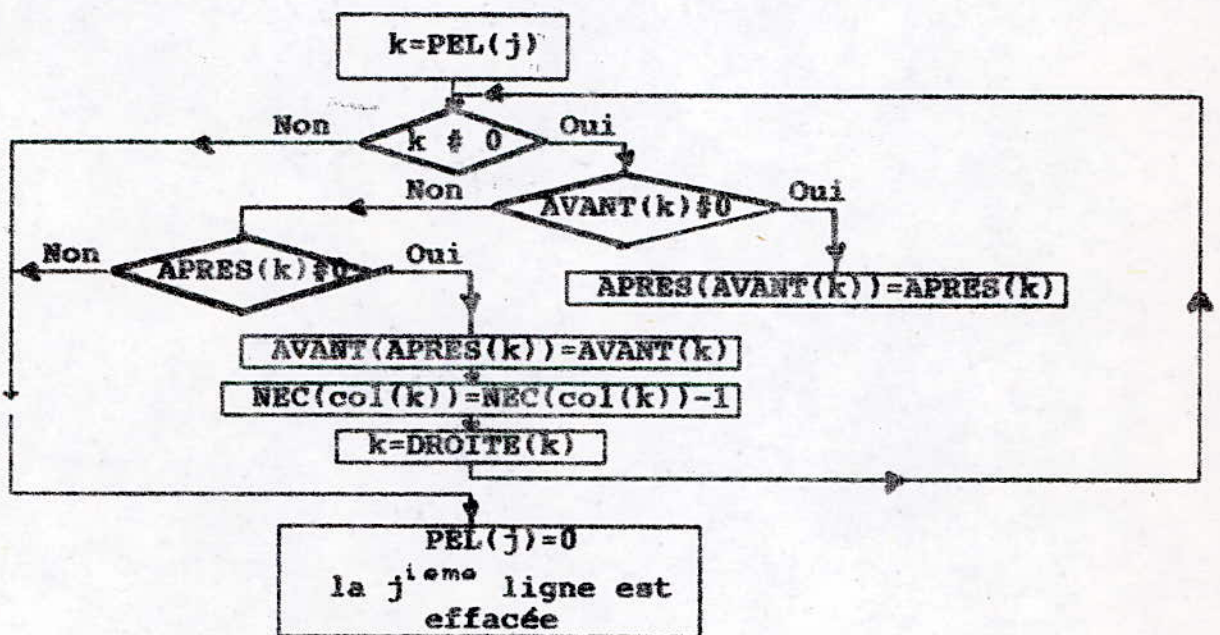 k=PEL(j)
Non
k # 0
Oui
Non
AVANT(k)#0
Oui
Non
APRES(k)#0
Oui
APRES(AVANT(k))=APRES(k)
AVANT(APRES(k))=AVANT(k)
NEC(col(k))=NEC(col(k))-1
k=DROITE(k)
PEL(j)=0
la j^ieme ligne est
effacée